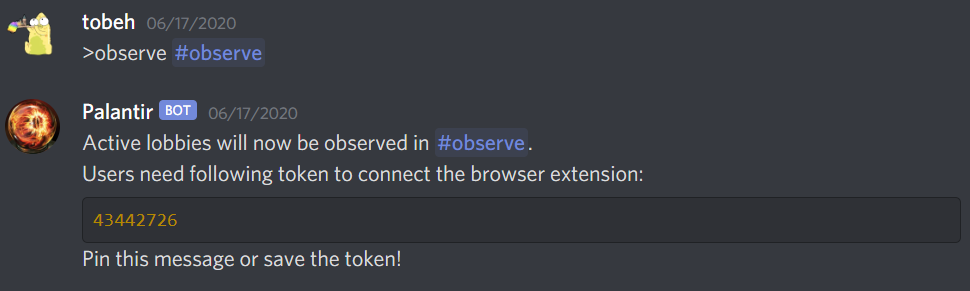 tobeh 06/17/2020
>observe #observe
Palantir BOT 06/17/2020
Active lobbies will now be observed in #observe.
Users need following token to connect the browser extension:
43442726
Pin this message or save the token!